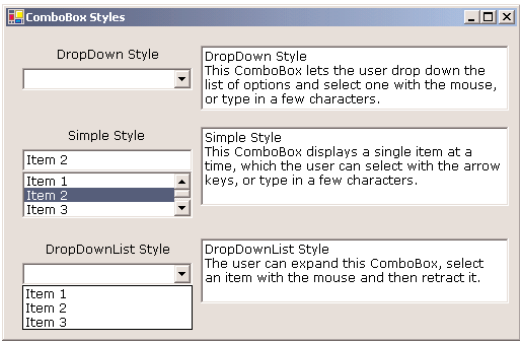 ComboBox Styles
DropDown Style
DropDown Style
This ComboBox lets the user drop down the
list of options and select one with the mouse,
or type in a few characters.
Simple Style
Item 2
Item 1
Item 2
Item 3
Simple Style
This ComboBox displays a single item at a
time, which the user can select with the arrow
keys, or type in a few characters.
DropDownList Style
Item 1
Item 2
Item 3
DropDownList Style
The user can expand this ComboBox, select
an item with the mouse and then retract it.